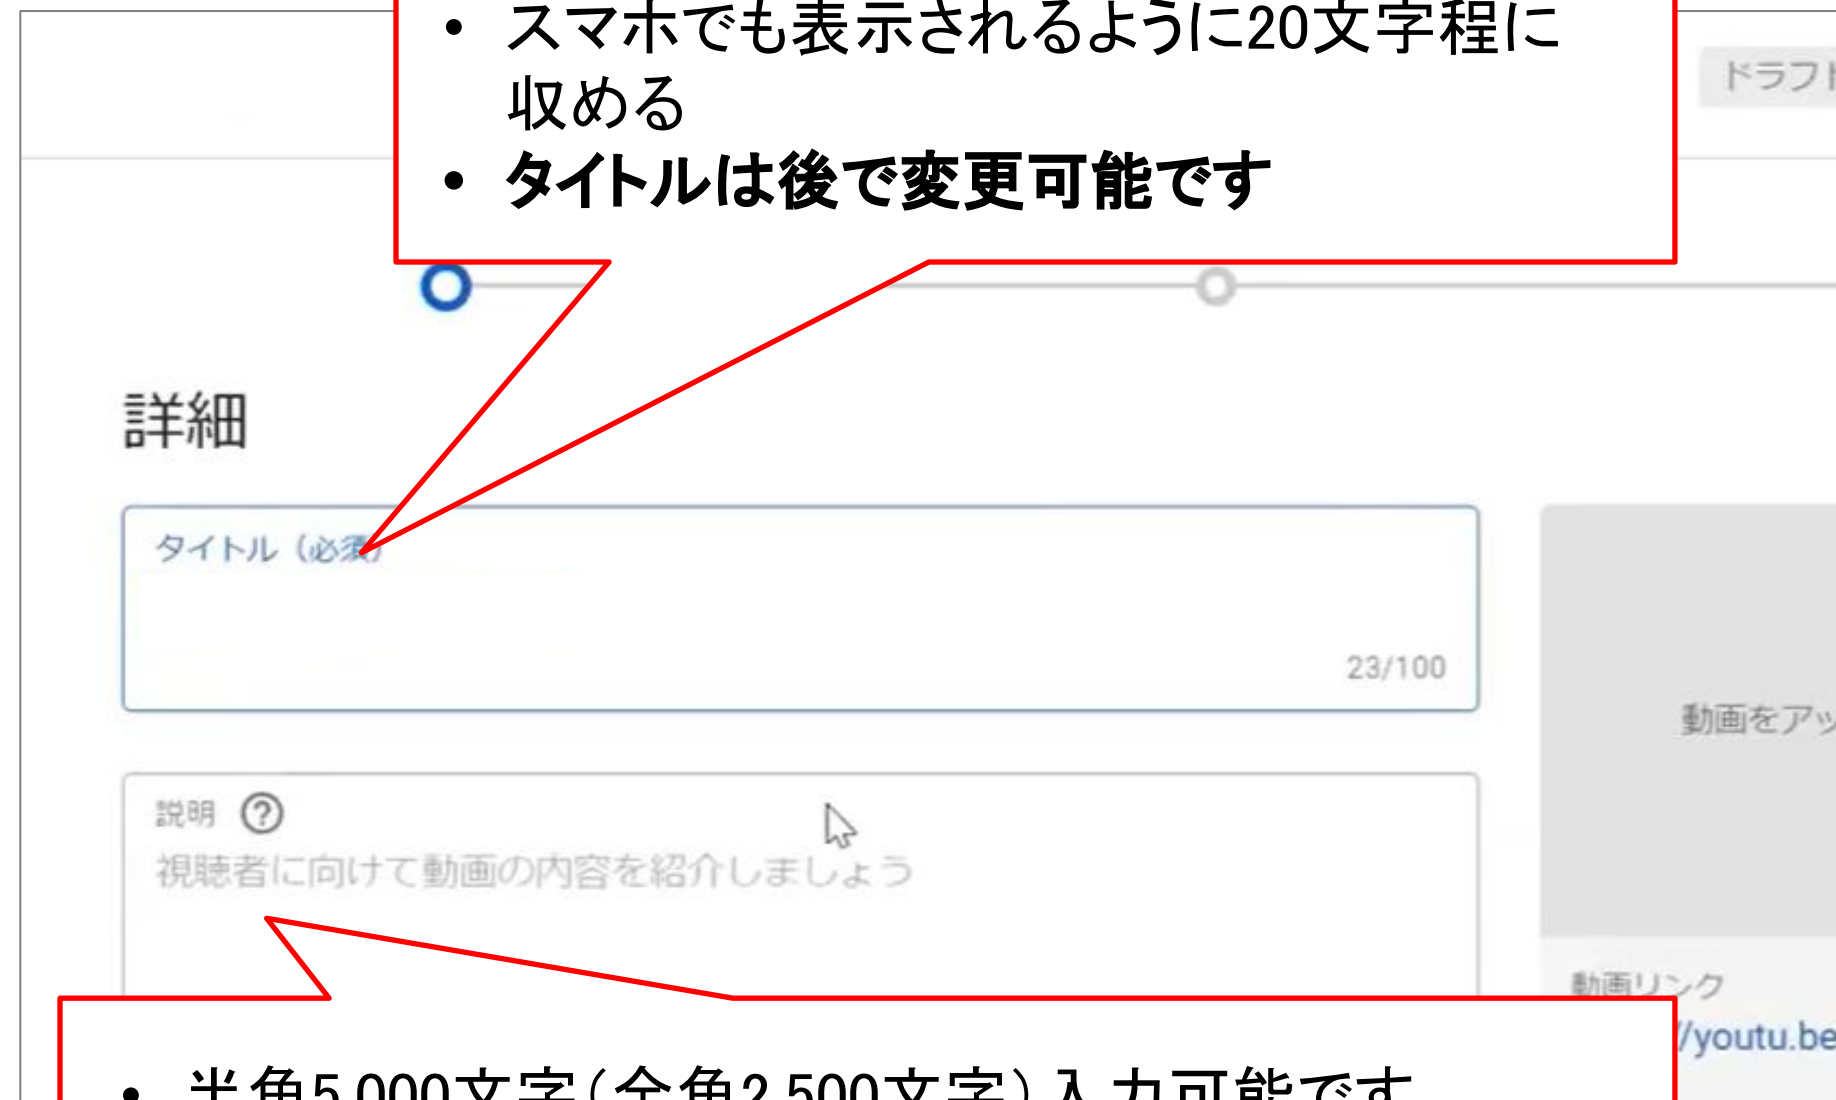 • スマホでも表示されるように20文字程に
収める
• タイトルは後で変更可能です
ドラフト
詳細
タイトル（必須）
23/100
動画をアッ
説明 ?
視聴者に向けて動画の内容を紹介しましょう
動画リンク
//youtu.be
• 半角5,000文字（全角2,500文字）入力可能です